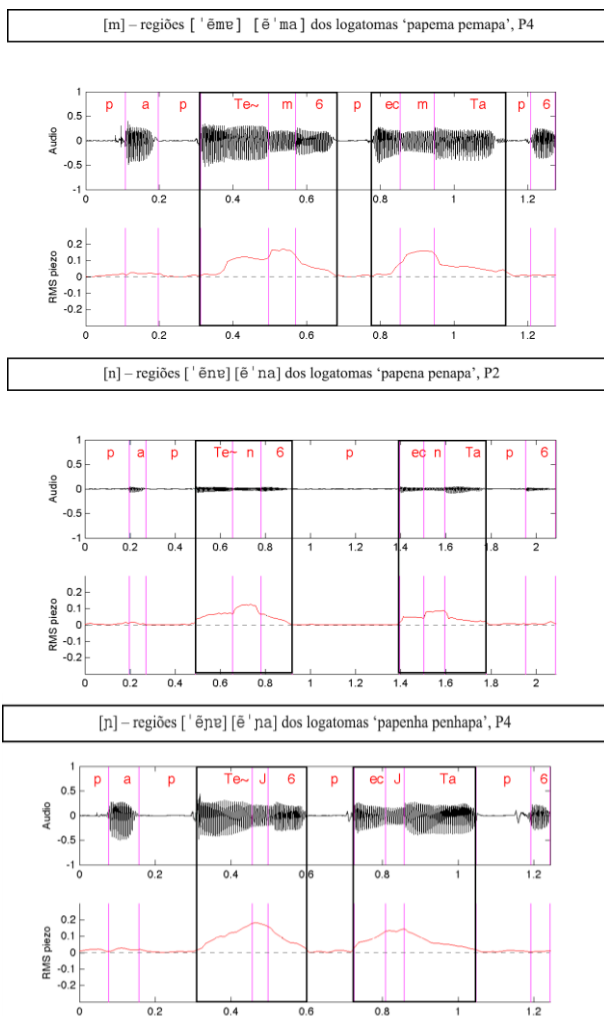 [m] – regiões [ˈẽmɐ] [ẽˈma] dos logatomas ‘papema pemapa’, P4
p a p Te~ m 6 p ec m Ta p 6
Audio
1
0.5
0
-0.5
-1
0 0.2 0.4 0.6 0.8 1 1.2
RMS piezo
0.2
0.1
0
-0.1
-0.2
0 0.2 0.4 0.6 0.8 1 1.2
[n] – regiões [ˈẽnɐ] [ẽˈna] dos logatomas ‘papena penapa’, P2
p a p Te~ n 6 p ec n Ta p 6
Audio
1
0.5
0
-0.5
-1
0 0.2 0.4 0.6 0.8 1 1.2 1.4 1.6 1.8 2
RMS piezo
0.2
0.1
0
-0.1
-0.2
0 0.2 0.4 0.6 0.8 1 1.2 1.4 1.6 1.8 2
[ɲ] – regiões [ˈẽɲɐ] [ẽˈɲa] dos logatomas ‘papenha penhapa’, P4
p a p Te~ J 6 p ec J Ta p 6
Audio
1
0.5
0
-0.5
-1
0 0.2 0.4 0.6 0.8 1 1.2
RMS piezo
0.2
0.1
0
-0.1
-0.2
0 0.2 0.4 0.6 0.8 1 1.2